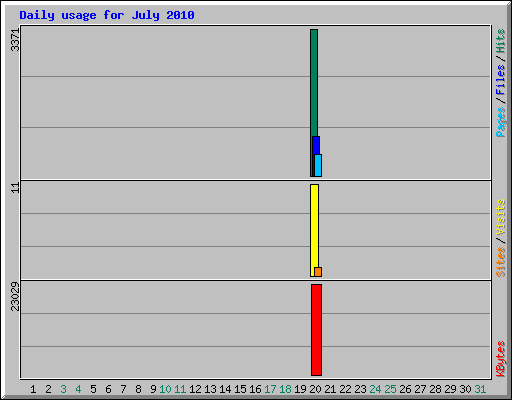 Daily usage for July 2010
3371
11
23029
Pages/Files/Hits
Sites/Visits
KBytes
1 2 3 4 5 6 7 8 9 10 11 12 13 14 15 16 17 18 19 20 21 22 23 24 25 26 27 28 29 30 31